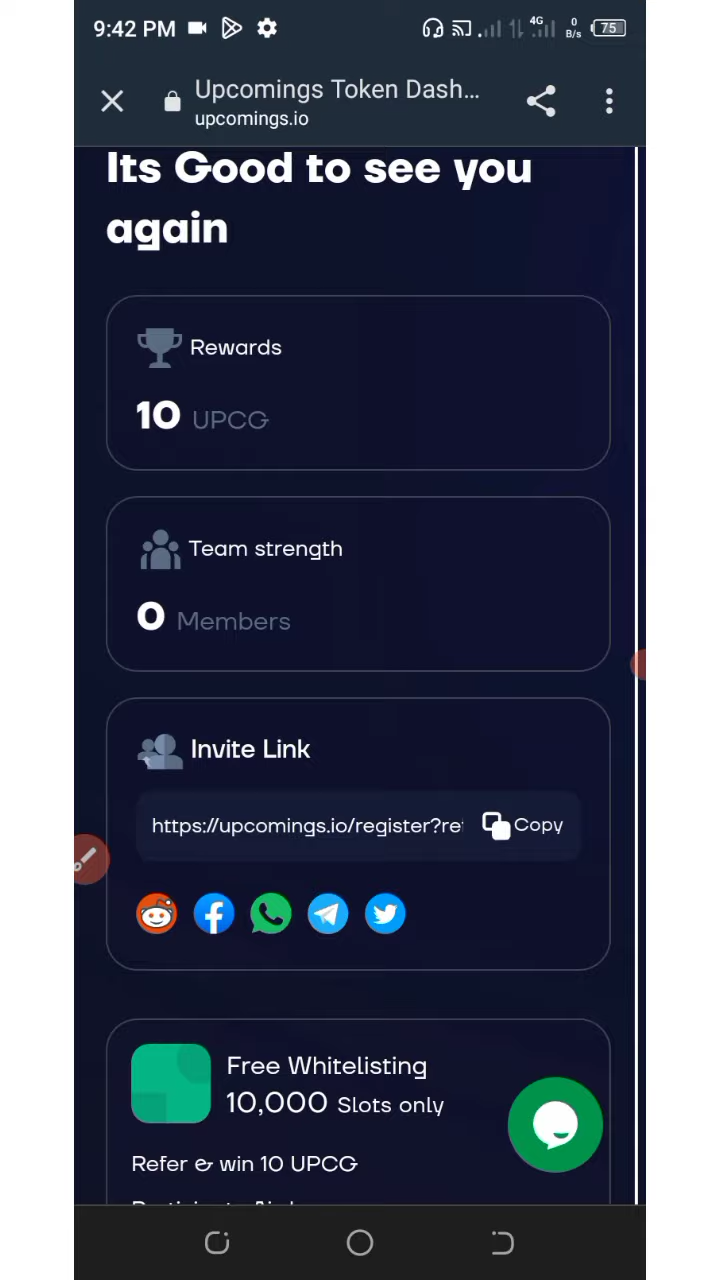 9:42 PM
4G
0
B/s
75
Upcomings Token Dash...
upcomings.io
Its Good to see you
again
Rewards
10 UPCG
Team strength
0 Members
Invite Link
https://upcomings.io/register?re
Copy
Free Whitelisting
10,000 Slots only
Refer & win 10 UPCG